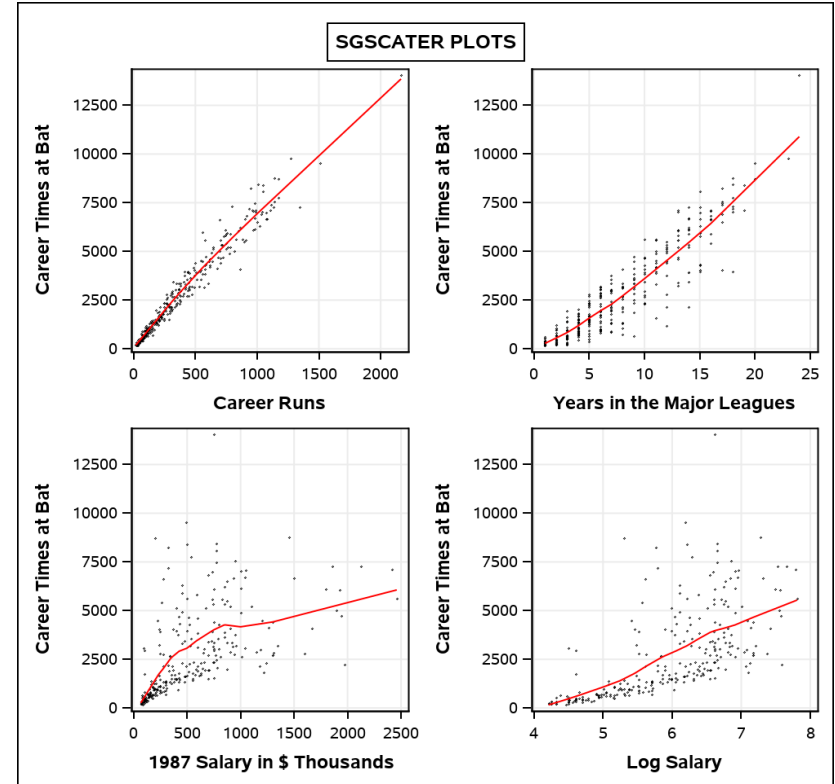 SGSCATER PLOTS
Career Times at Bat
12500
10000
7500
5000
2500
0
0 500 1000 1500 2000
Career Runs
Career Times at Bat
12500
10000
7500
5000
2500
0
0 5 10 15 20 25
Years in the Major Leagues
Career Times at Bat
12500
10000
7500
5000
2500
0
0 500 1000 1500 2000 2500
1987 Salary in $ Thousands
Career Times at Bat
12500
10000
7500
5000
2500
0
4 5 6 7 8
Log Salary